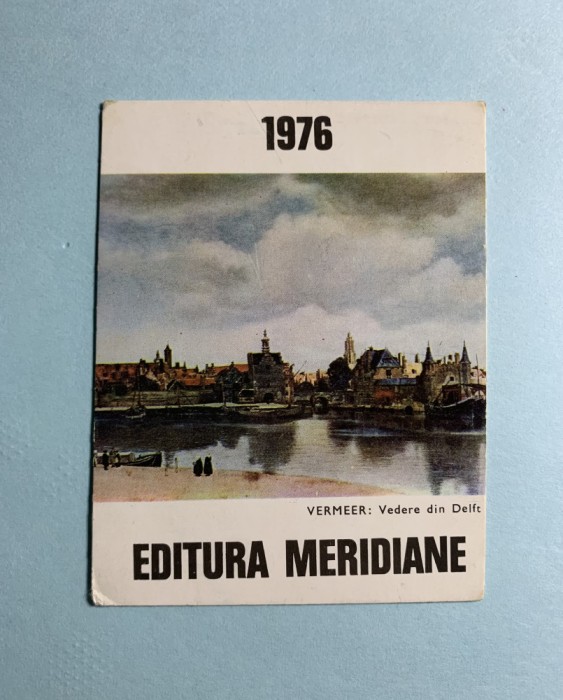 1976
VERMEER: Vedere din Delft
EDITURA MERIDIANE